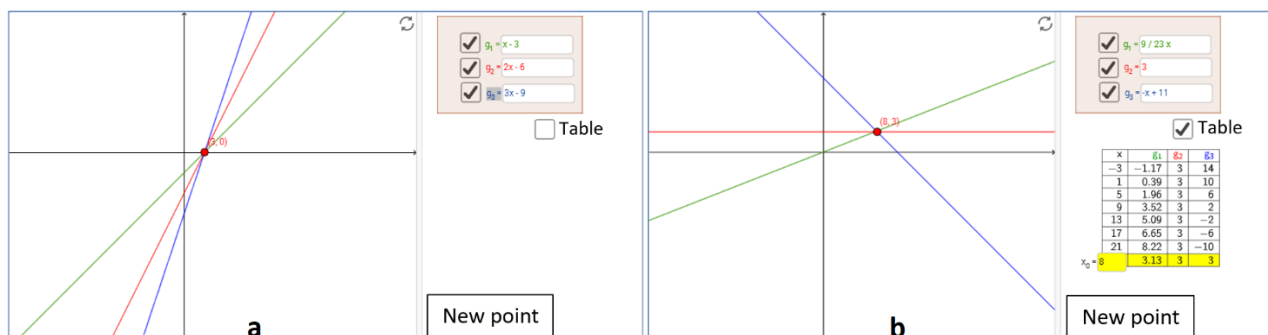 g₁ = x - 3
g₂ = 2x - 6
g₃ = 3x - 9
Table
(3, 0)
New point
a
g₁ = 9 / 23 x
g₂ = 3
g₃ = -x + 11
Table
(8, 3)
x g₁ g₂ g₃
−3 −1.17 3 14
1 0.39 3 10
5 1.96 3 6
9 3.52 3 2
13 5.09 3 −2
17 6.65 3 −6
21 8.22 3 −10
x₀ = 8 3.13 3 3
New point
b